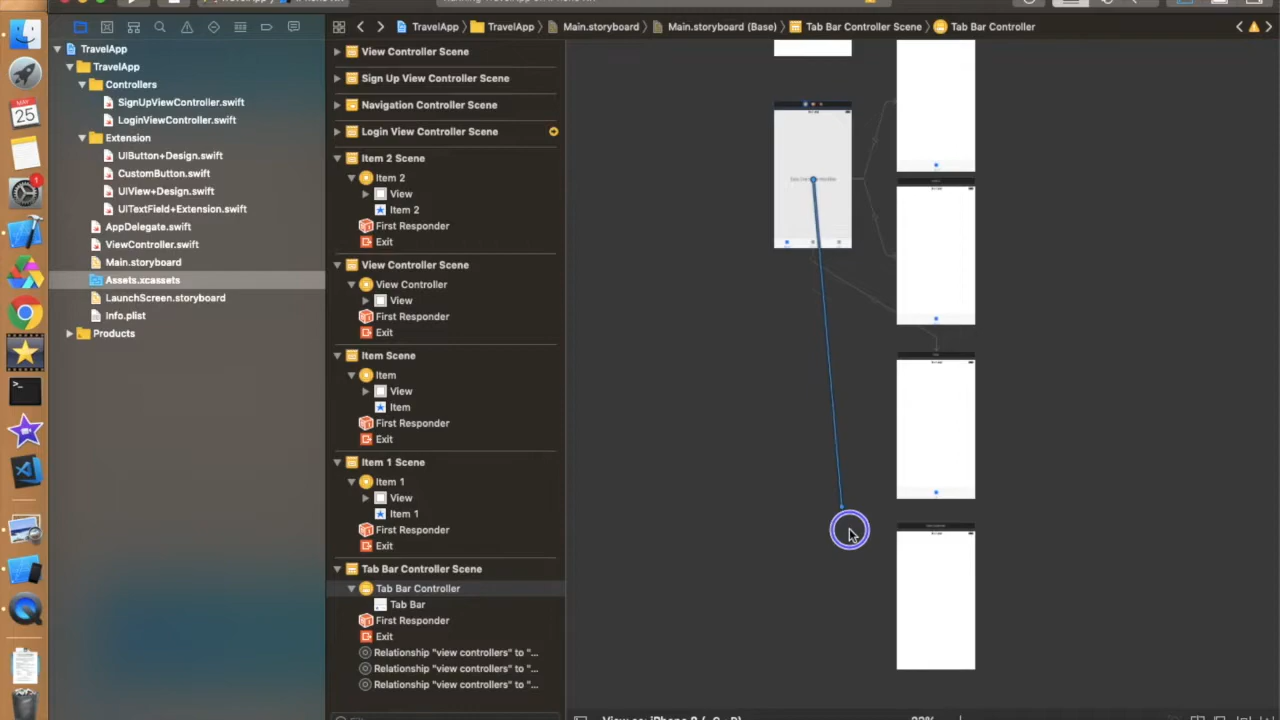 TravelApp
TravelApp
Main.storyboard
Main.storyboard (Base)
Tab Bar Controller Scene
Tab Bar Controller
TravelApp
TravelApp
Controllers
SignUpViewController.swift
LoginViewController.swift
Extension
UIButton+Design.swift
CustomButton.swift
UIView+Design.swift
UITextField+Extension.swift
AppDelegate.swift
ViewController.swift
Main.storyboard
Assets.xcassets
LaunchScreen.storyboard
Info.plist
Products
MAY
25
1
View Controller Scene
Sign Up View Controller Scene
Navigation Controller Scene
Login View Controller Scene
Item 2 Scene
Item 2
View
Item 2
First Responder
Exit
View Controller Scene
View Controller
View
First Responder
Exit
Item Scene
Item
View
Item
First Responder
Exit
Item 1 Scene
Item 1
View
Item 1
First Responder
Exit
Tab Bar Controller Scene
Tab Bar Controller
Tab Bar
First Responder
Exit
Relationship "view controllers" to "...
Relationship "view controllers" to "...
Relationship "view controllers" to "...